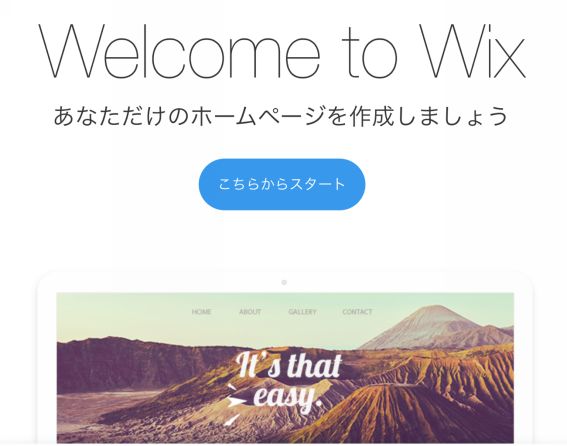 Welcome to Wix
あなただけのホームページを作成しましょう
こちらからスタート
HOME ABOUT GALLERY CONTACT
It's that
easy.